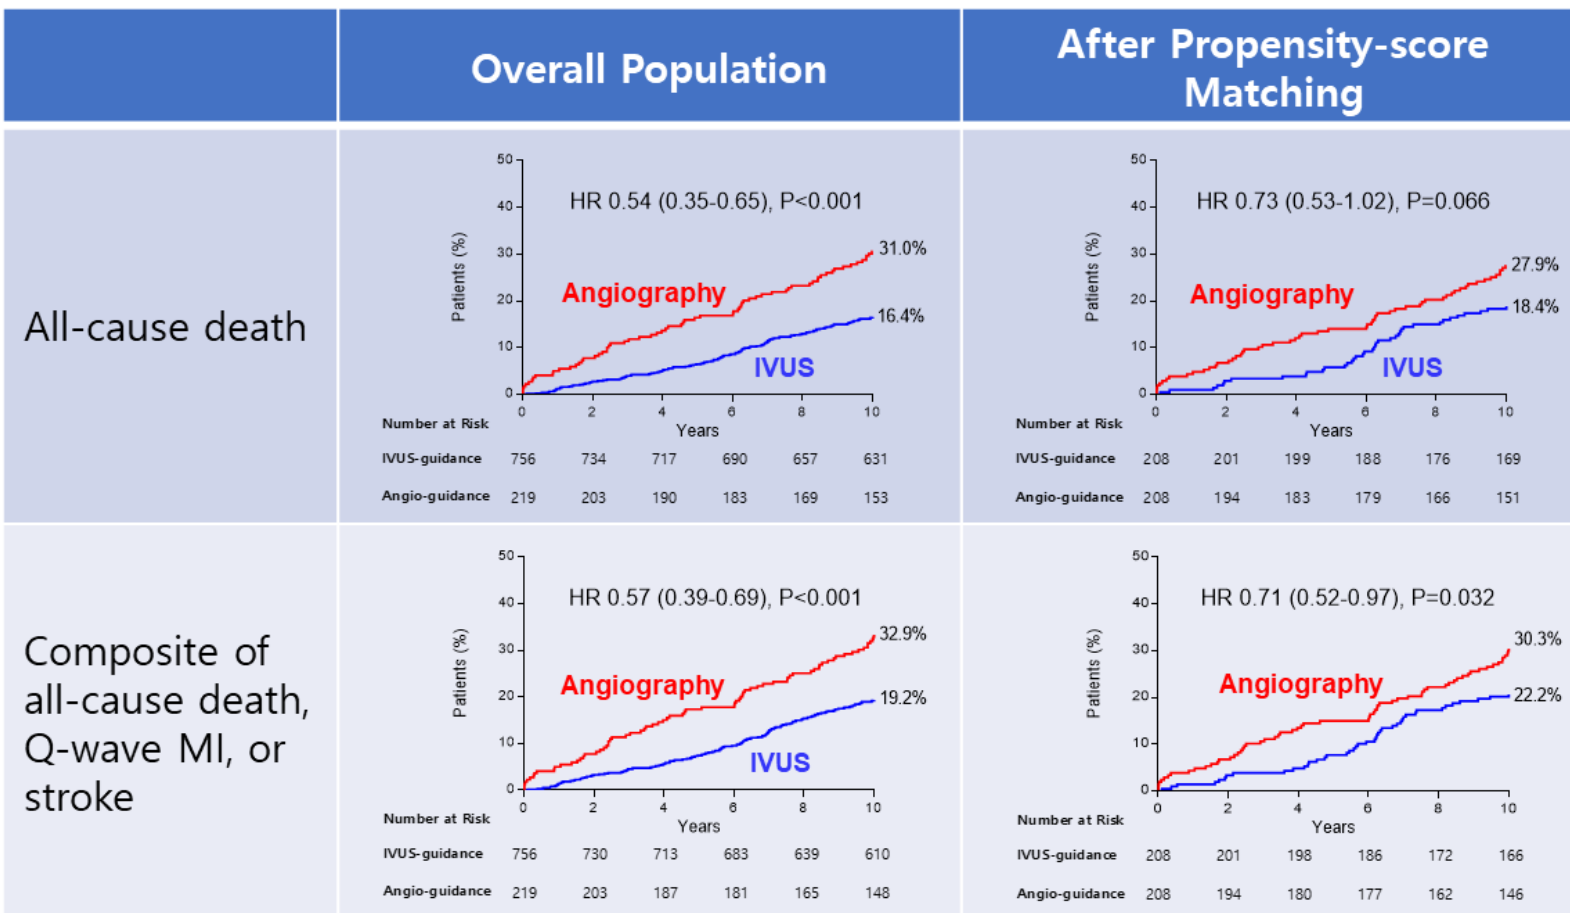 Overall Population
After Propensity-score
Matching
All-cause death
50
40
30
20
10
0
Patients (%)
HR 0.54 (0.35-0.65), P<0.001
31.0%
Angiography
16.4%
IVUS
0 2 4 6 8 10
Years
Number at Risk
IVUS-guidance 756 734 717 690 657 631
Angio-guidance 219 203 190 183 169 153
50
40
30
20
10
0
Patients (%)
HR 0.73 (0.53-1.02), P=0.066
27.9%
Angiography
18.4%
IVUS
0 2 4 6 8 10
Years
Number at Risk
IVUS-guidance 208 201 199 188 176 169
Angio-guidance 208 194 183 179 166 151
Composite of
all-cause death,
Q-wave MI, or
stroke
50
40
30
20
10
0
Patients (%)
HR 0.57 (0.39-0.69), P<0.001
32.9%
Angiography
19.2%
IVUS
0 2 4 6 8 10
Years
Number at Risk
IVUS-guidance 756 730 713 683 639 610
Angio-guidance 219 203 187 181 165 148
50
40
30
20
10
0
Patients (%)
HR 0.71 (0.52-0.97), P=0.032
30.3%
Angiography
22.2%
IVUS
0 2 4 6 8 10
Years
Number at Risk
IVUS-guidance 208 201 198 186 172 166
Angio-guidance 208 194 180 177 162 146